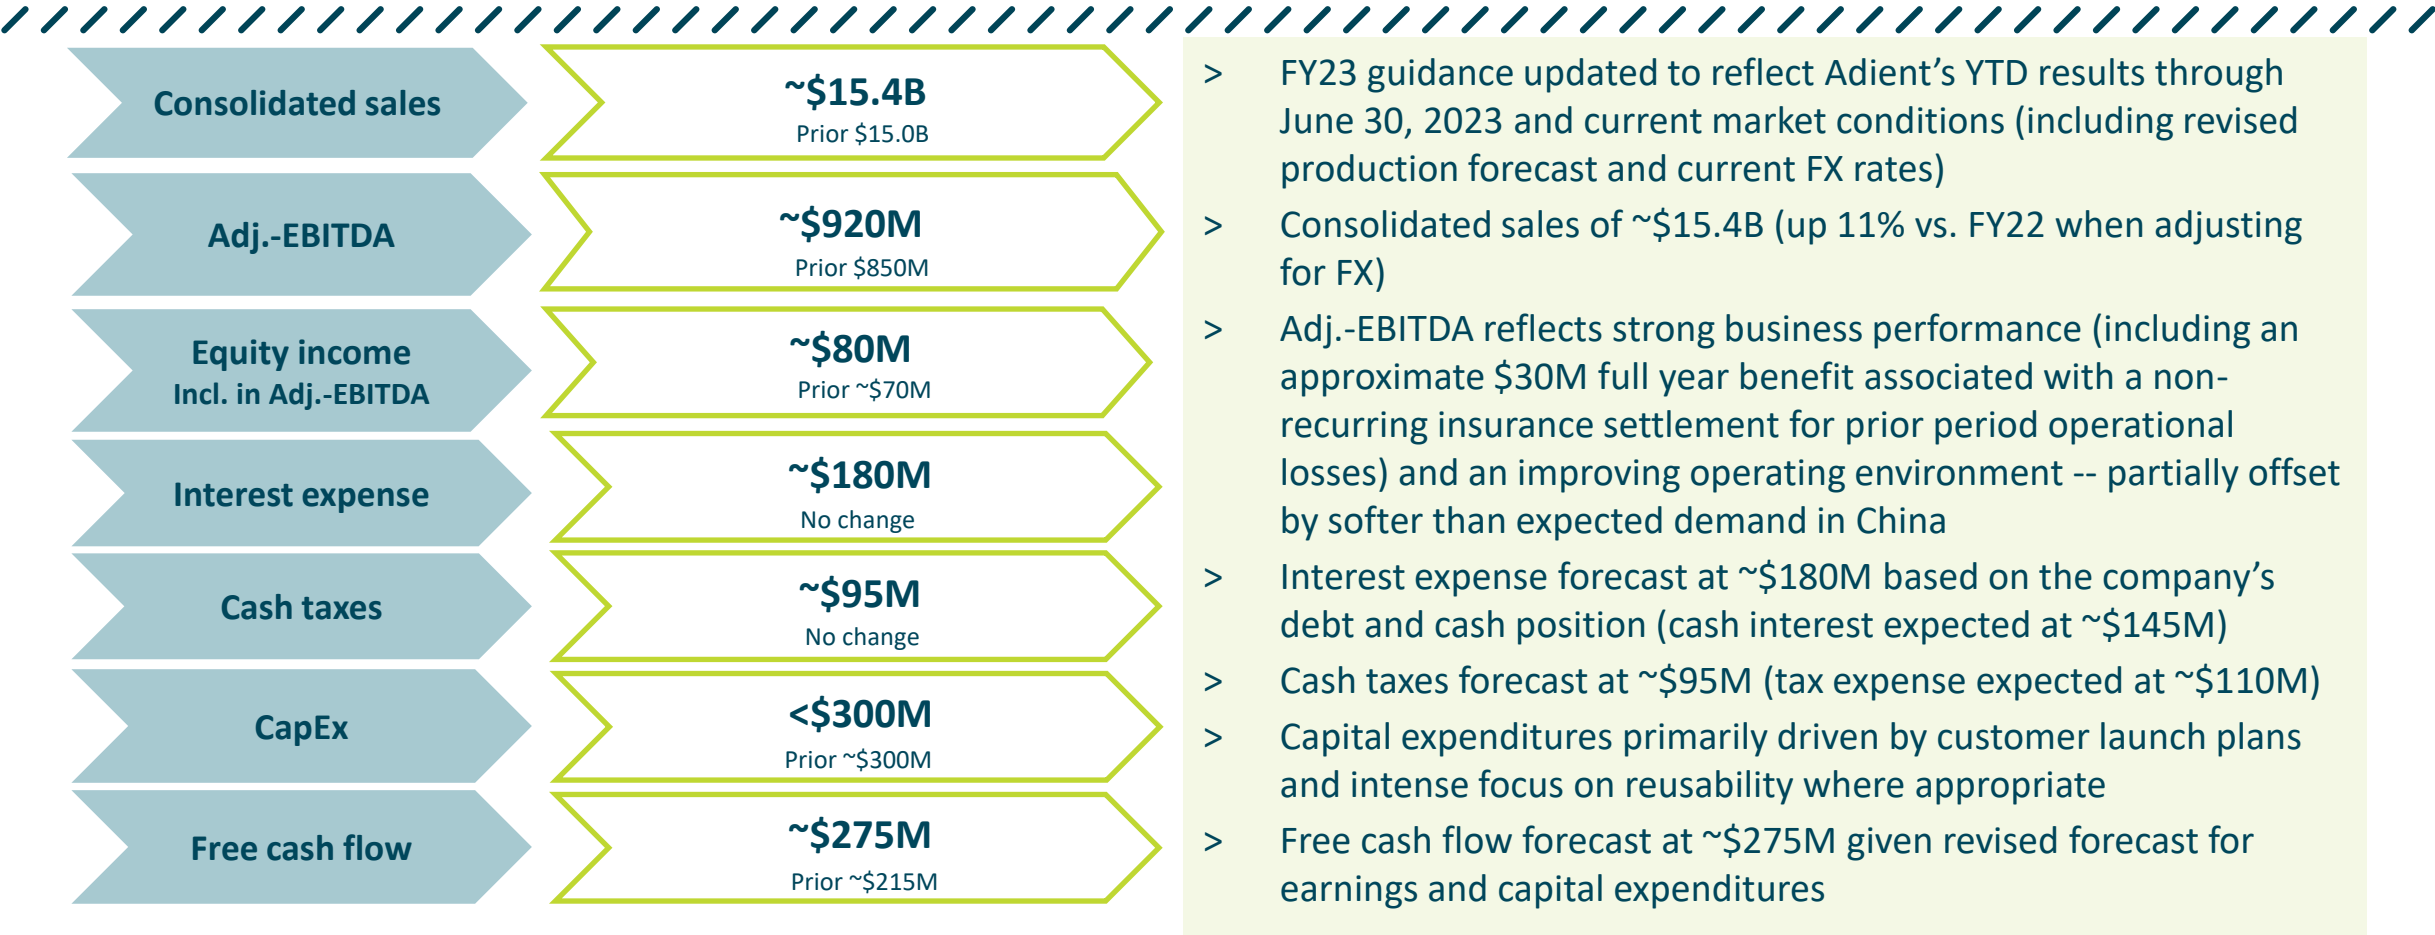 Consolidated sales
~$15.4B
Prior $15.0B
Adj.-EBITDA
~$920M
Prior $850M
Equity income
Incl. in Adj.-EBITDA
~$80M
Prior ~$70M
Interest expense
~$180M
No change
Cash taxes
~$95M
No change
CapEx
<$300M
Prior ~$300M
Free cash flow
~$275M
Prior ~$215M
> FY23 guidance updated to reflect Adient’s YTD results through
June 30, 2023 and current market conditions (including revised
production forecast and current FX rates)
> Consolidated sales of ~$15.4B (up 11% vs. FY22 when adjusting
for FX)
> Adj.-EBITDA reflects strong business performance (including an
approximate $30M full year benefit associated with a non-
recurring insurance settlement for prior period operational
losses) and an improving operating environment -- partially offset
by softer than expected demand in China
> Interest expense forecast at ~$180M based on the company’s
debt and cash position (cash interest expected at ~$145M)
> Cash taxes forecast at ~$95M (tax expense expected at ~$110M)
> Capital expenditures primarily driven by customer launch plans
and intense focus on reusability where appropriate
> Free cash flow forecast at ~$275M given revised forecast for
earnings and capital expenditures